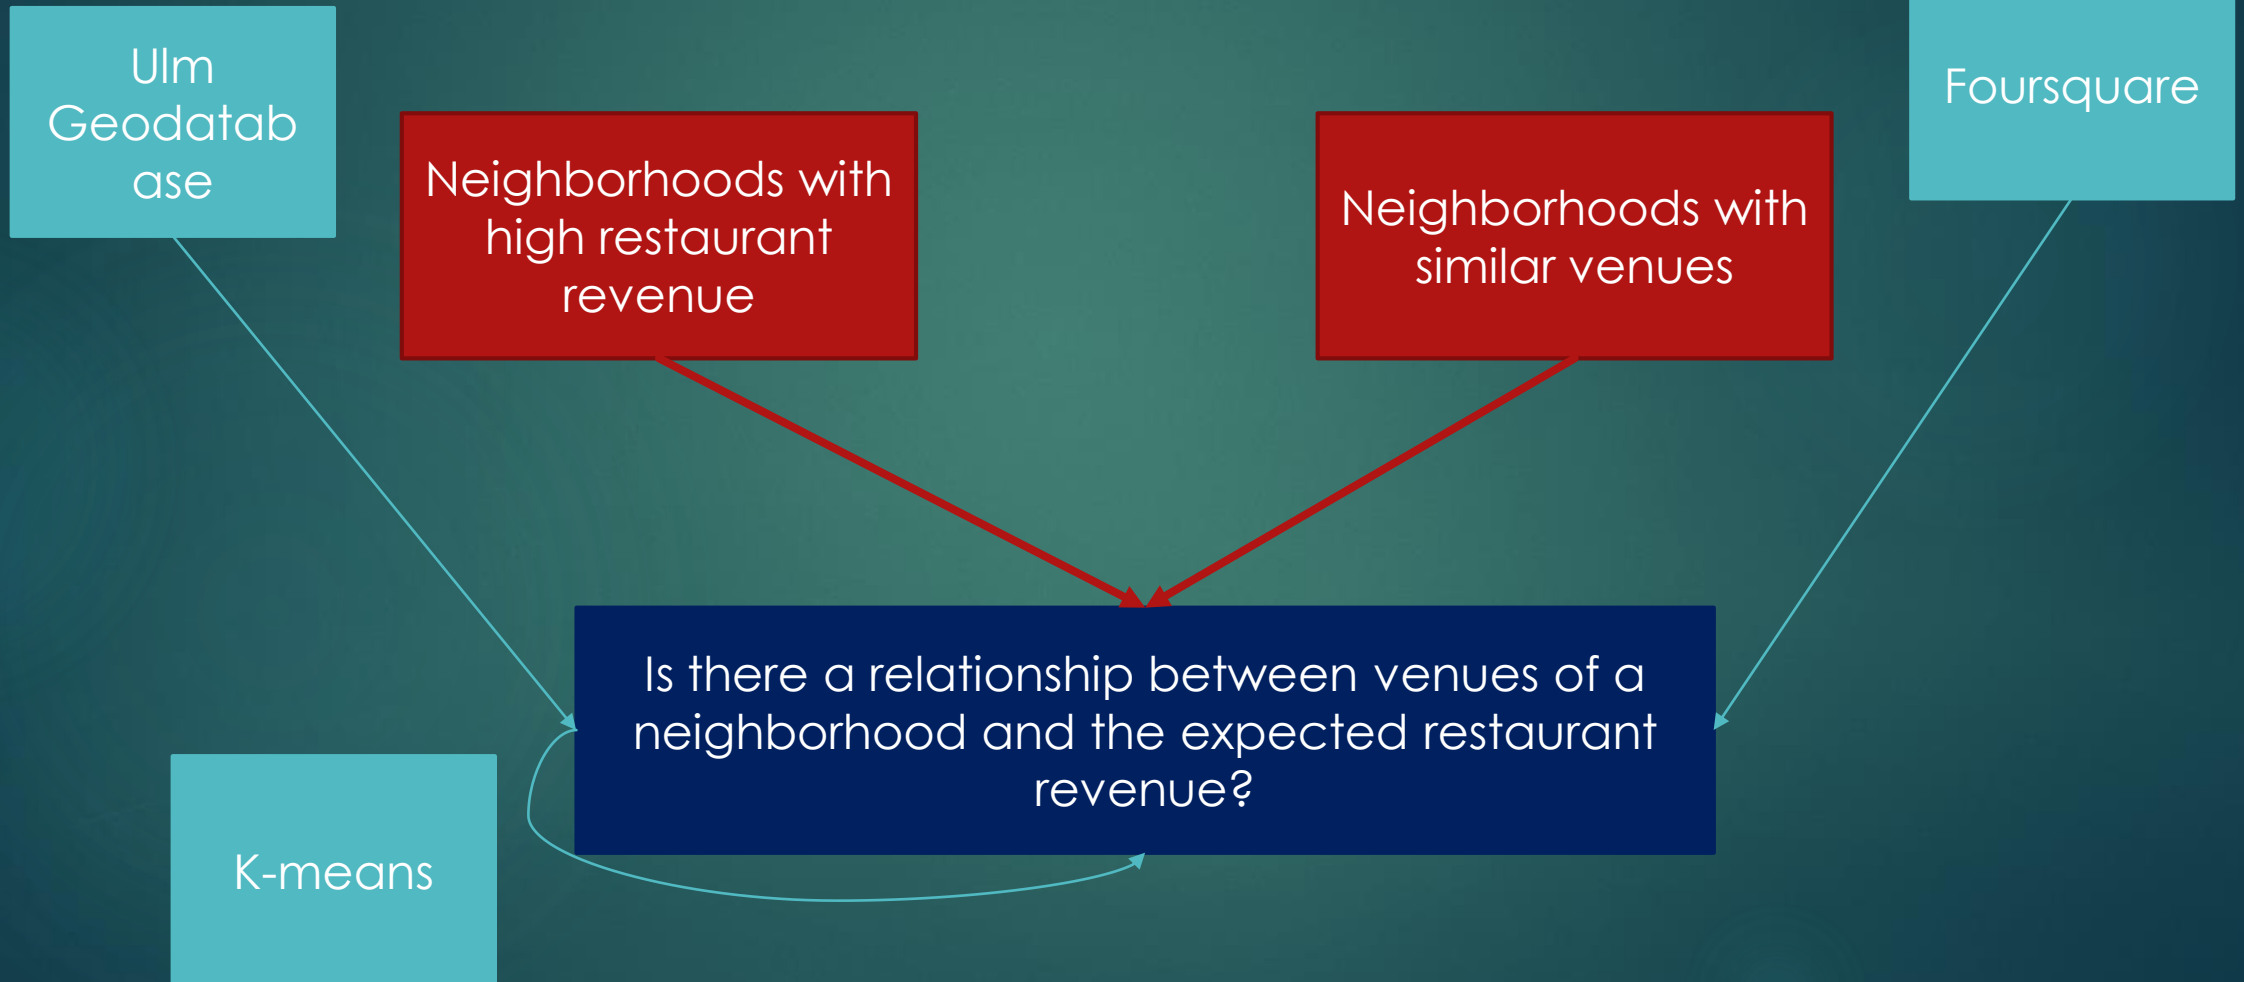 Ulm
Geodatab
ase
Neighborhoods with
high restaurant
revenue
Neighborhoods with
similar venues
Foursquare
Is there a relationship between venues of a
neighborhood and the expected restaurant
revenue?
K-means